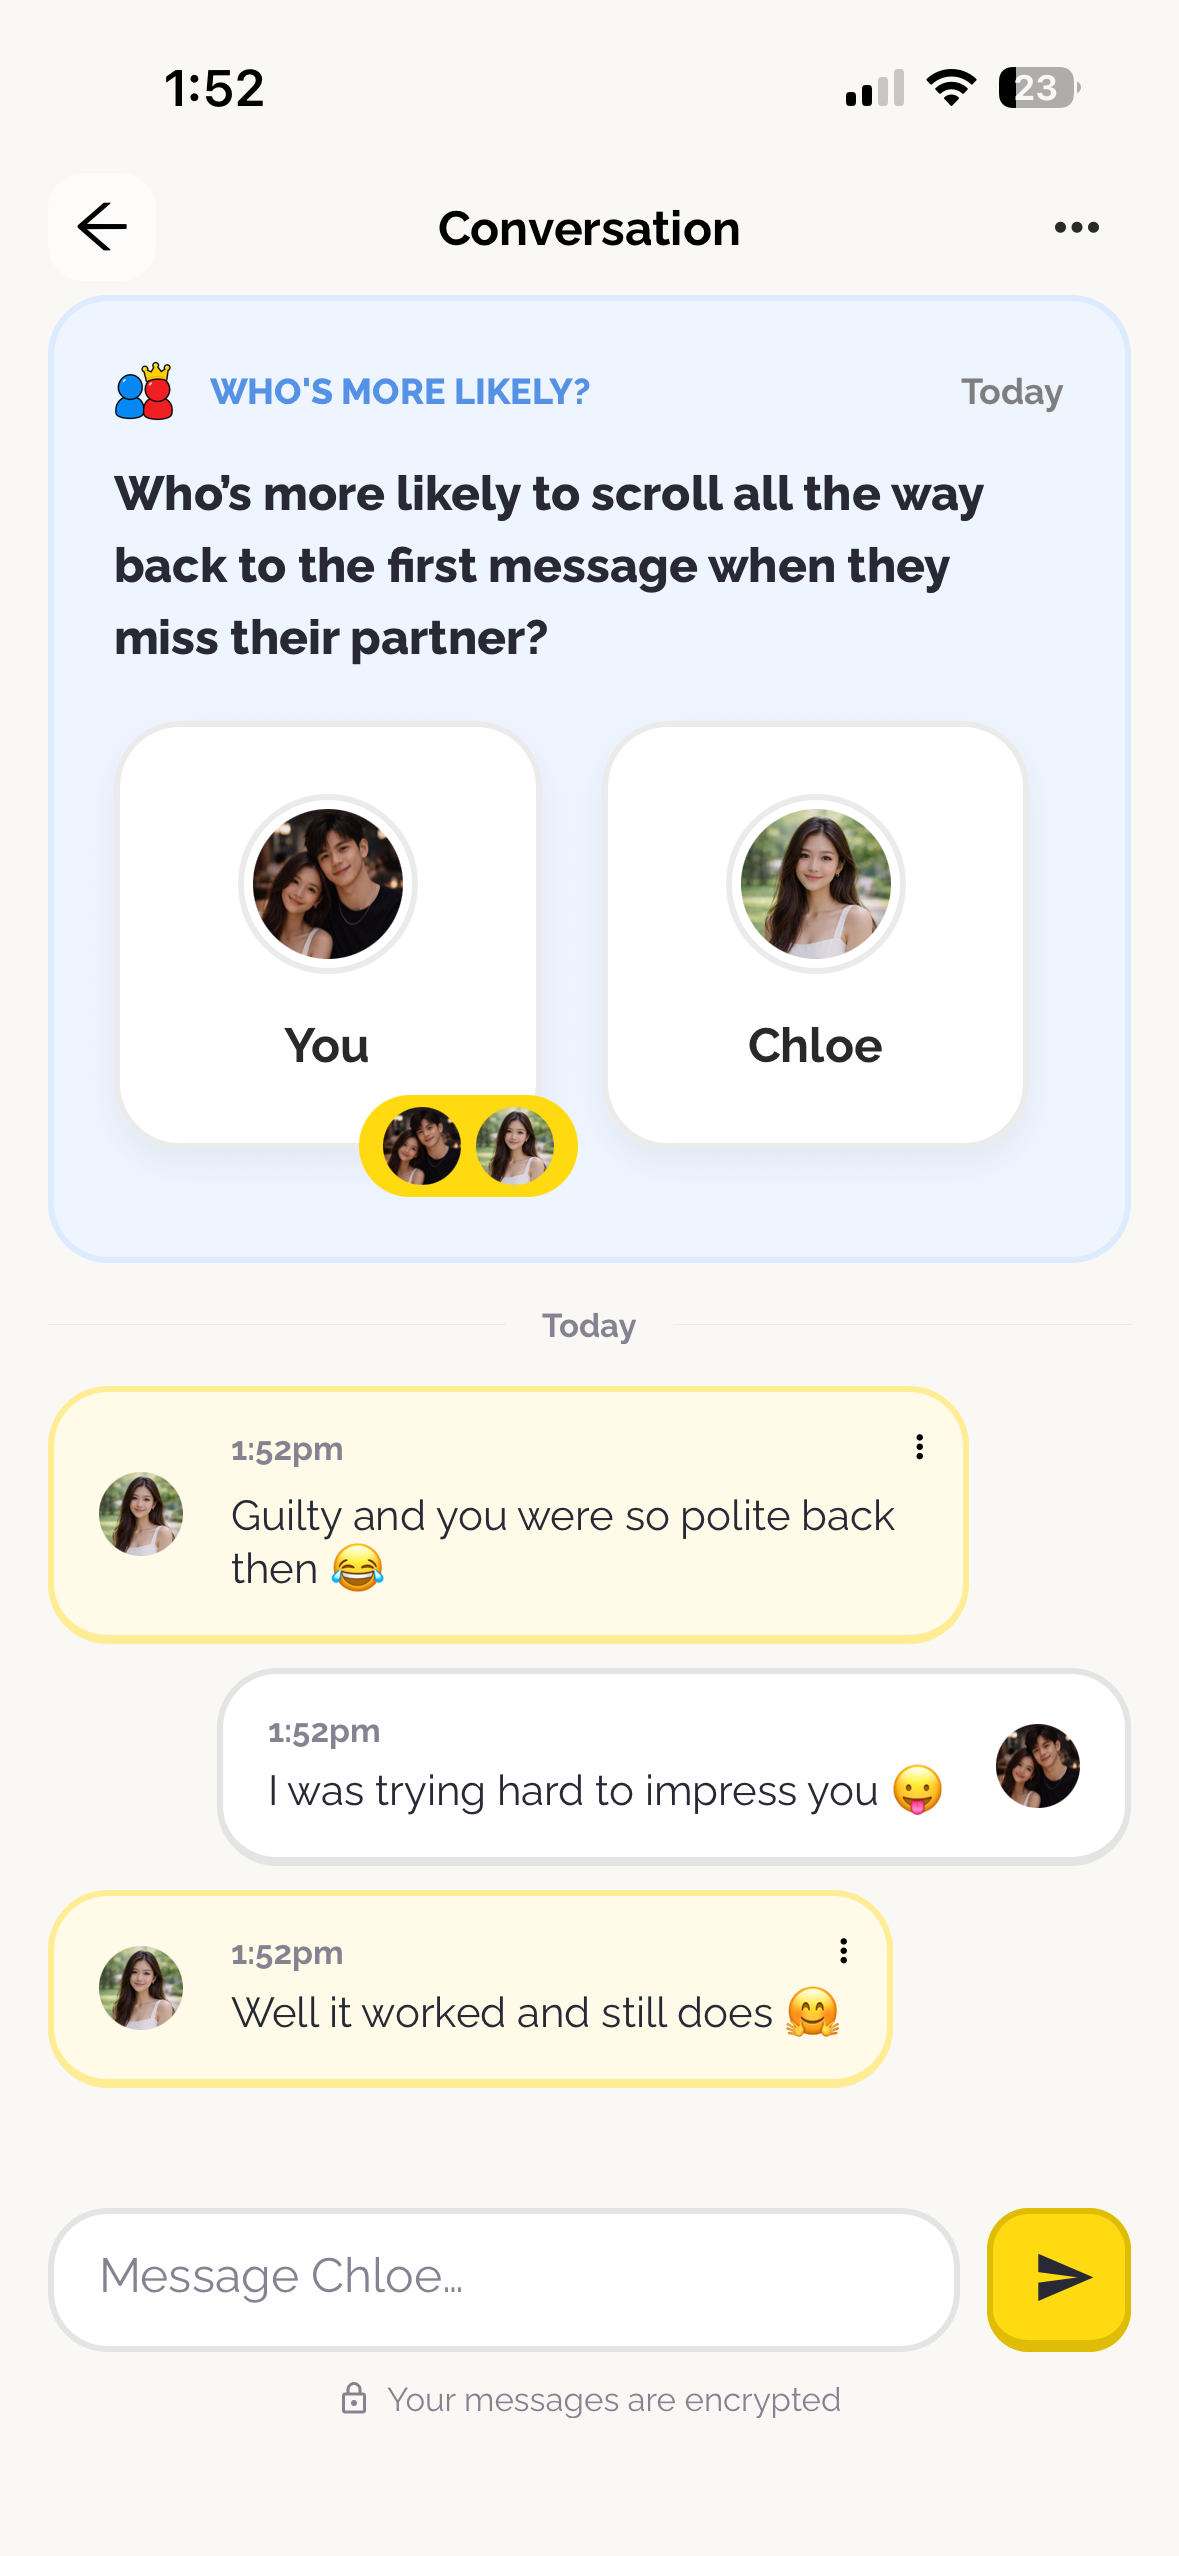 1:52
23
Conversation
WHO'S MORE LIKELY?
Today
Who’s more likely to scroll all the way
back to the first message when they
miss their partner?
You
Chloe
Today
1:52pm
Guilty and you were so polite back
then 😂
1:52pm
I was trying hard to impress you 😛
1:52pm
Well it worked and still does 🤗
Message Chloe...
Your messages are encrypted